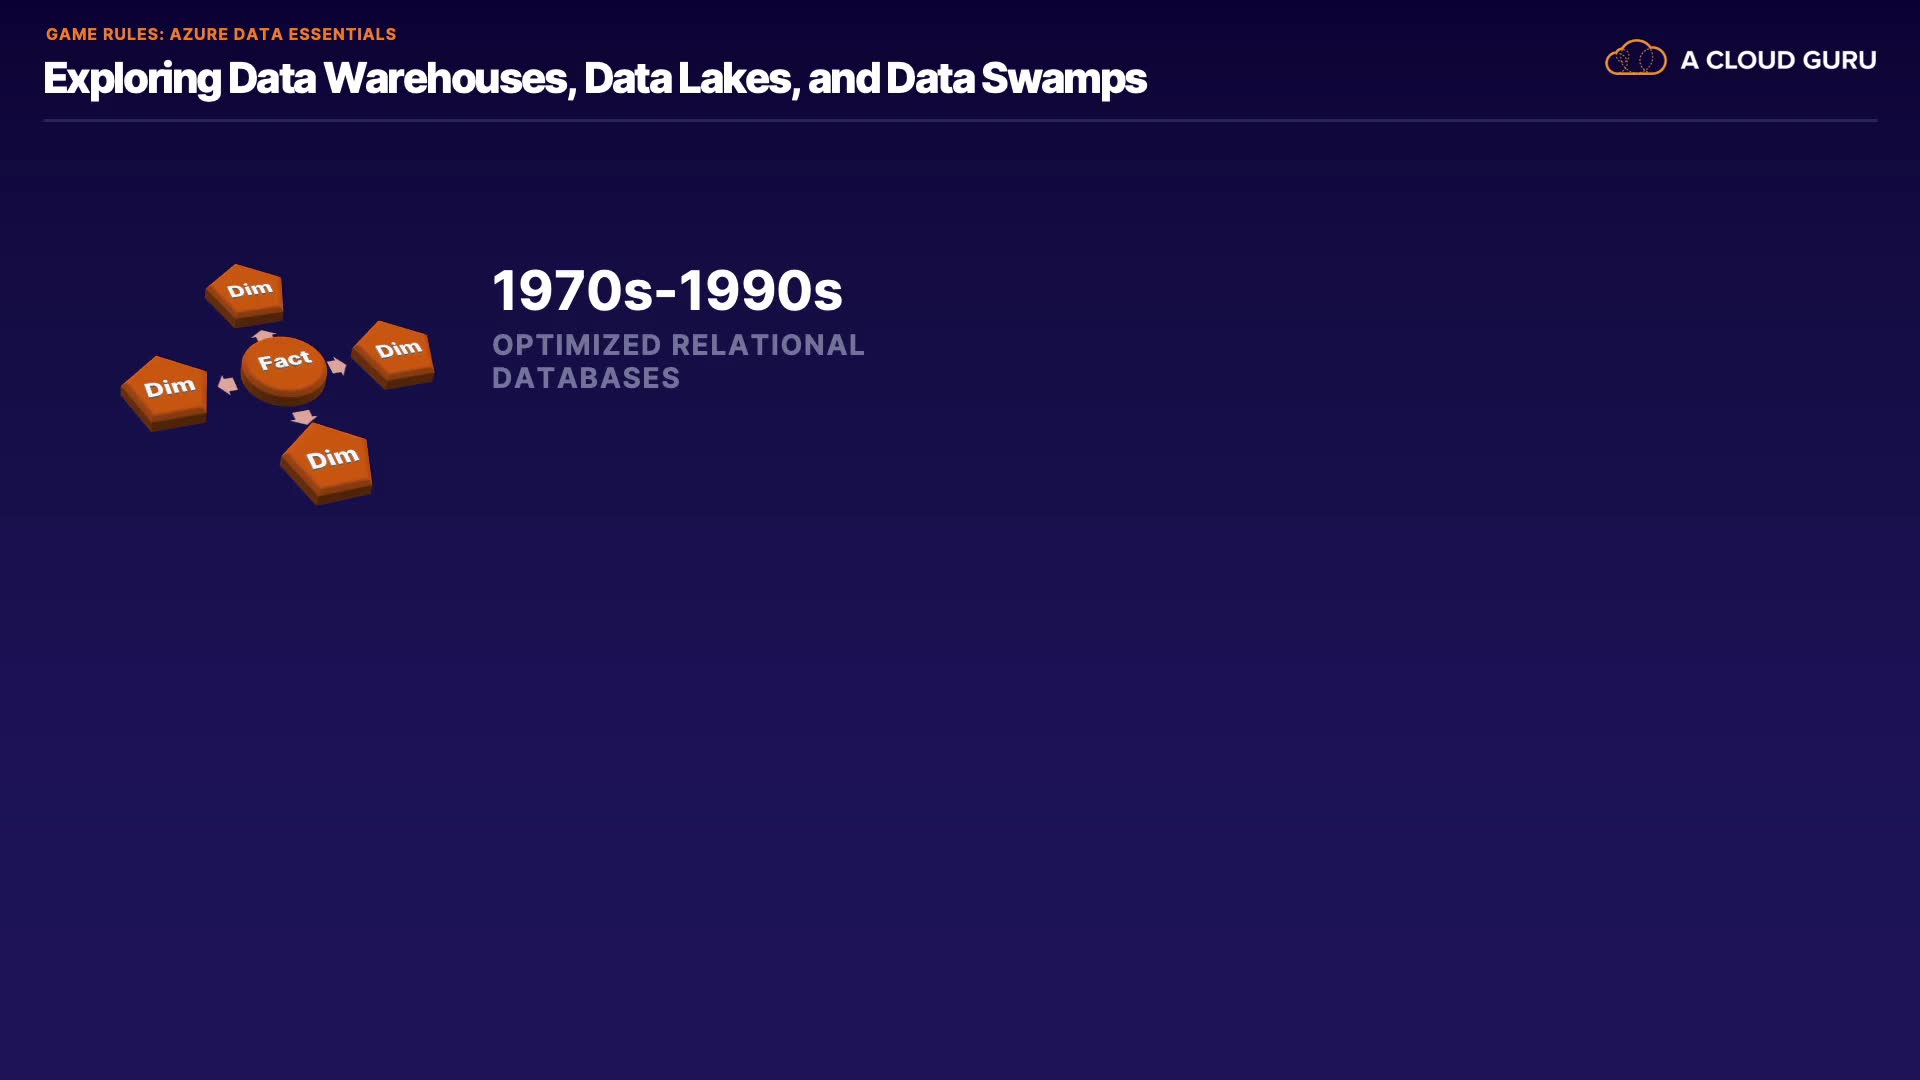 GAME RULES: AZURE DATA ESSENTIALS
Exploring Data Warehouses, Data Lakes, and Data Swamps
A CLOUD GURU
Dim
Dim
Fact
Dim
Dim
1970s-1990s
OPTIMIZED RELATIONAL
DATABASES